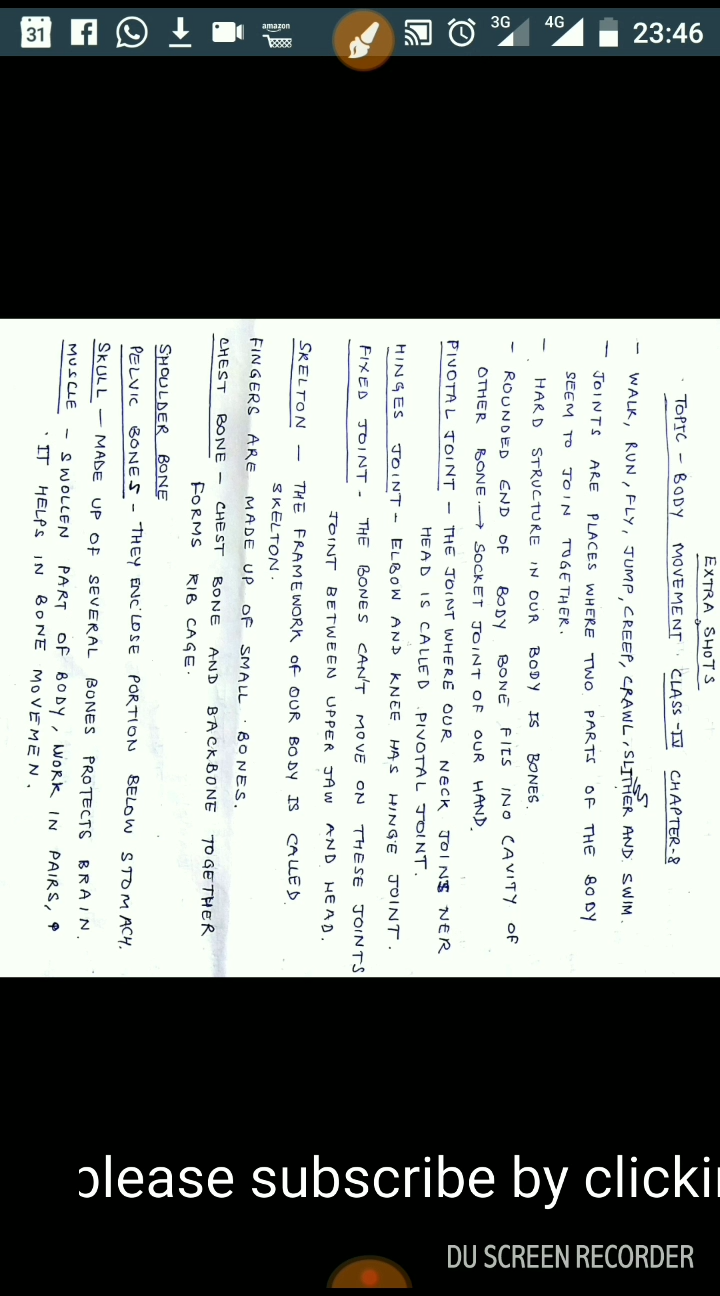 31
amazon
3G
4G
23:46
EXTRA SHOTS
· TOPIC - BODY MOVEMENT · CLASS - IV CHAPTER-8
- WALK, RUN, FLY, JUMP, CREEP, CRAWL, SLITHER AND SWIM.
- JOINTS ARE PLACES WHERE TWO PARTS OF THE BODY
SEEM TO JOIN TOGETHER.
- HARD STRUCTURE IN OUR BODY IS BONES.
- ROUNDED END OF BODY BONE FITS INO CAVITY OF
OTHER BONE. → SOCKET JOINT OF OUR HAND.
PIVOTAL JOINT - THE JOINT WHERE OUR NECK JOINS NER
HEAD IS CALLED PIVOTAL JOINT.
HINGES JOINT - ELBOW AND KNEE HAS HINGE JOINT.
FIXED JOINT - THE BONES CAN'T MOVE ON THESE JOINTS
JOINT BETWEEN UPPER JAW AND HEAD.
SKELTON - THE FRAMEWORK OF OUR BODY IS CALLED
SKELTON.
FINGERS ARE MADE UP OF SMALL BONES.
CHEST BONE - CHEST BONE AND BACKBONE TOGETHER
FORMS RIB CAGE.
SHOULDER BONE
PELVIC BONES - THEY ENCLOSE PORTION BELOW STOMACH.
SKULL - MADE UP OF SEVERAL BONES PROTECTS BRAIN.
MUSCLE - SWOLLEN PART OF BODY, WORK IN PAIRS,
· IT HELPS IN BONE MOVEMEN.
please subscribe by clicki
DU SCREEN RECORDER